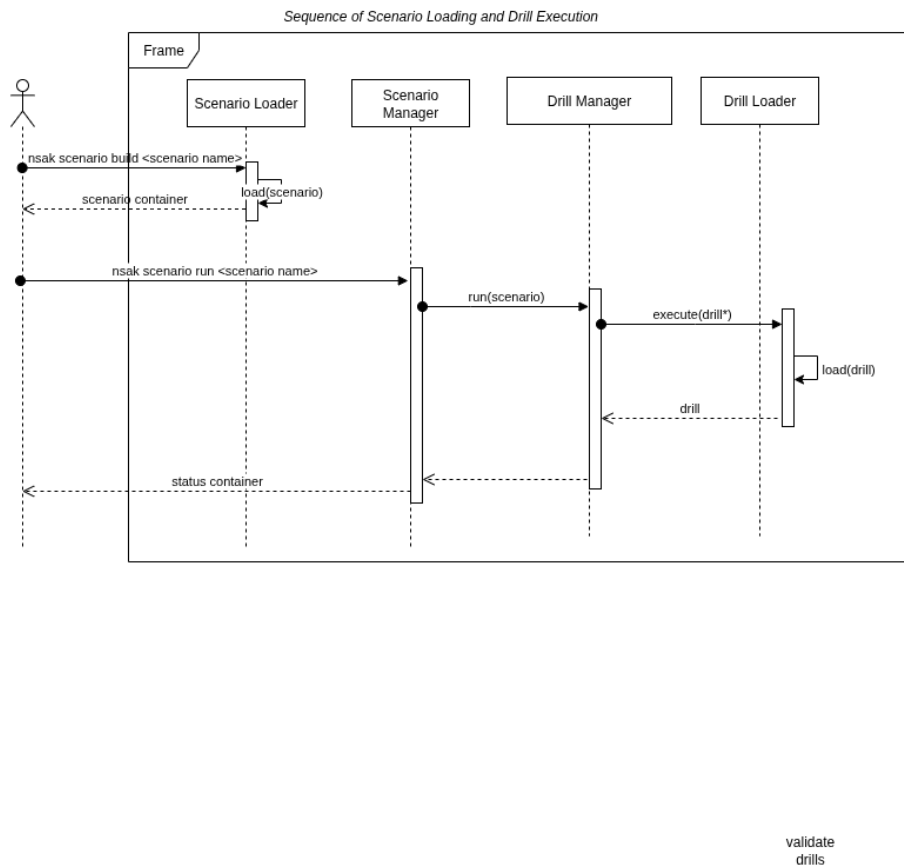 Sequence of Scenario Loading and Drill Execution
Frame
Scenario Loader
Scenario
Manager
Drill Manager
Drill Loader
nsak scenario build <scenario name>
load(scenario)
scenario container
nsak scenario run <scenario name>
run(scenario)
execute(drill*)
load(drill)
drill
status container
validate
drills